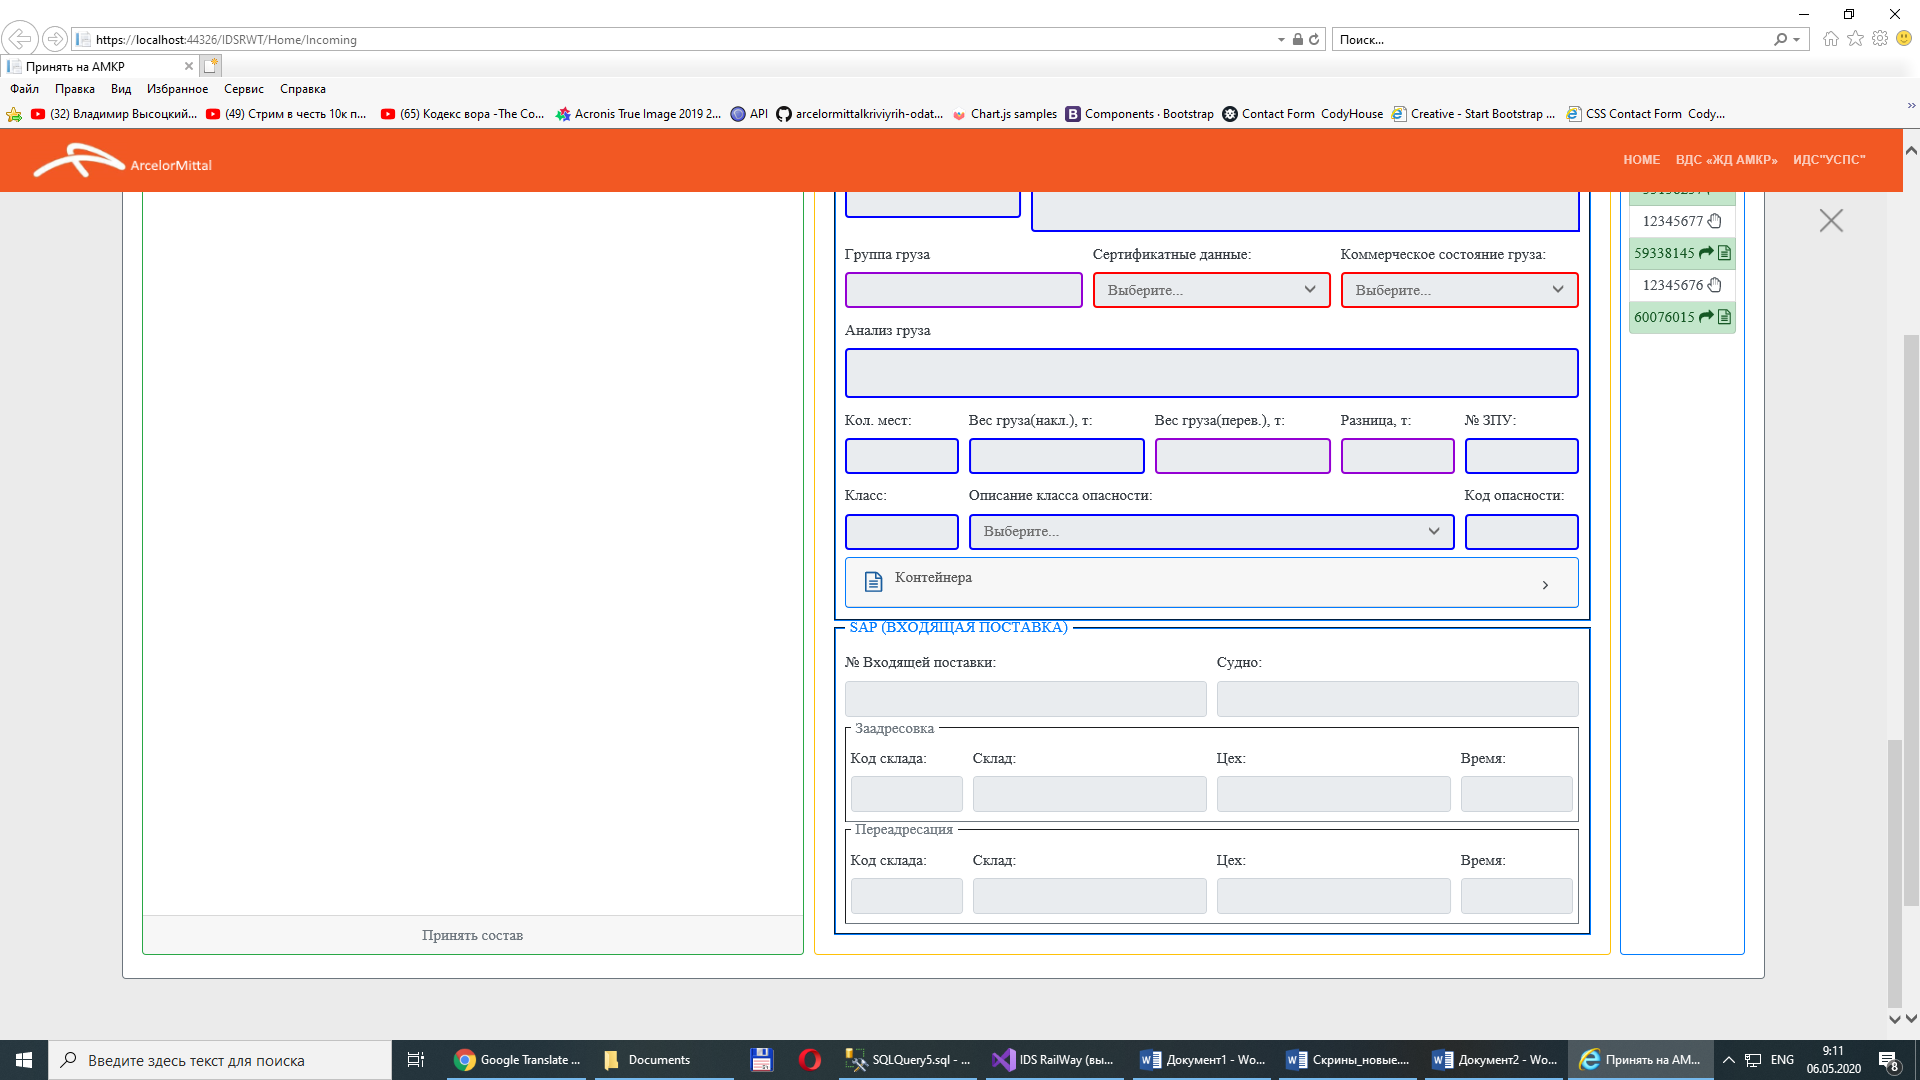 https://localhost:44326/IDSRWT/Home/Incoming
Поиск...
Принять на АМКР
Файл Правка Вид Избранное Сервис Справка
(32) Владимир Высоцкий... (49) Стрим в честь 10к п... (65) Кодекс вора -The Co... Acronis True Image 2019 2... API arcelormittalkriviyrih-odat... Chart.js samples Components · Bootstrap Contact Form CodyHouse Creative - Start Bootstrap ... CSS Contact Form Cody...
ArcelorMittal
HOME ВДС «ЖД АМКР» ИДС"УСПС"
12345677
59338145
12345676
60076015
Группа груза Сертификатные данные: Коммерческое состояние груза:
Выберите... Выберите...
Анализ груза
Кол. мест: Вес груза(накл.), т: Вес груза(перев.), т: Разница, т: № ЗПУ:
Класс: Описание класса опасности: Код опасности:
Выберите...
Контейнера
SAP (ВХОДЯЩАЯ ПОСТАВКА)
№ Входящей поставки: Судно:
Заадресовка
Код склада: Склад: Цех: Время:
Переадресация
Код склада: Склад: Цех: Время:
Принять состав
Введите здесь текст для поиска
Google Translate ... Documents SQLQuery5.sql - ... IDS RailWay (вы... Документ1 - Wo... Скрины_новые.... Документ2 - Wo... Принять на АМ...
ENG
9:11
06.05.2020
8